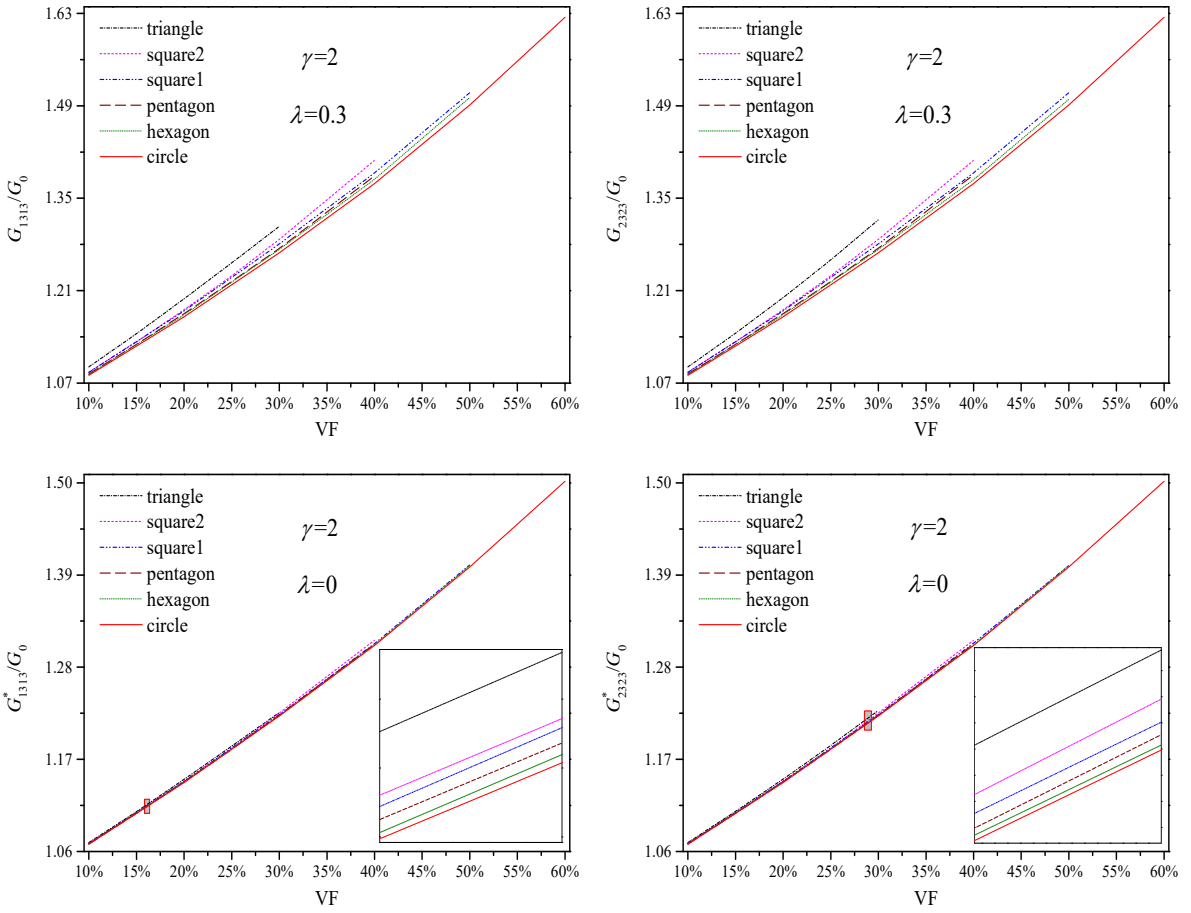 1.63
1.49
1.35
1.21
1.07
G1313/G0
triangle
square2
square1
pentagon
hexagon
circle
γ=2
λ=0.3
10% 15% 20% 25% 30% 35% 40% 45% 50% 55% 60%
VF
1.63
1.49
1.35
1.21
1.07
G2323/G0
triangle
square2
square1
pentagon
hexagon
circle
γ=2
λ=0.3
10% 15% 20% 25% 30% 35% 40% 45% 50% 55% 60%
VF
1.50
1.39
1.28
1.17
1.06
G*1313/G0
triangle
square2
square1
pentagon
hexagon
circle
γ=2
λ=0
10% 15% 20% 25% 30% 35% 40% 45% 50% 55% 60%
VF
1.50
1.39
1.28
1.17
1.06
G*2323/G0
triangle
square2
square1
pentagon
hexagon
circle
γ=2
λ=0
10% 15% 20% 25% 30% 35% 40% 45% 50% 55% 60%
VF